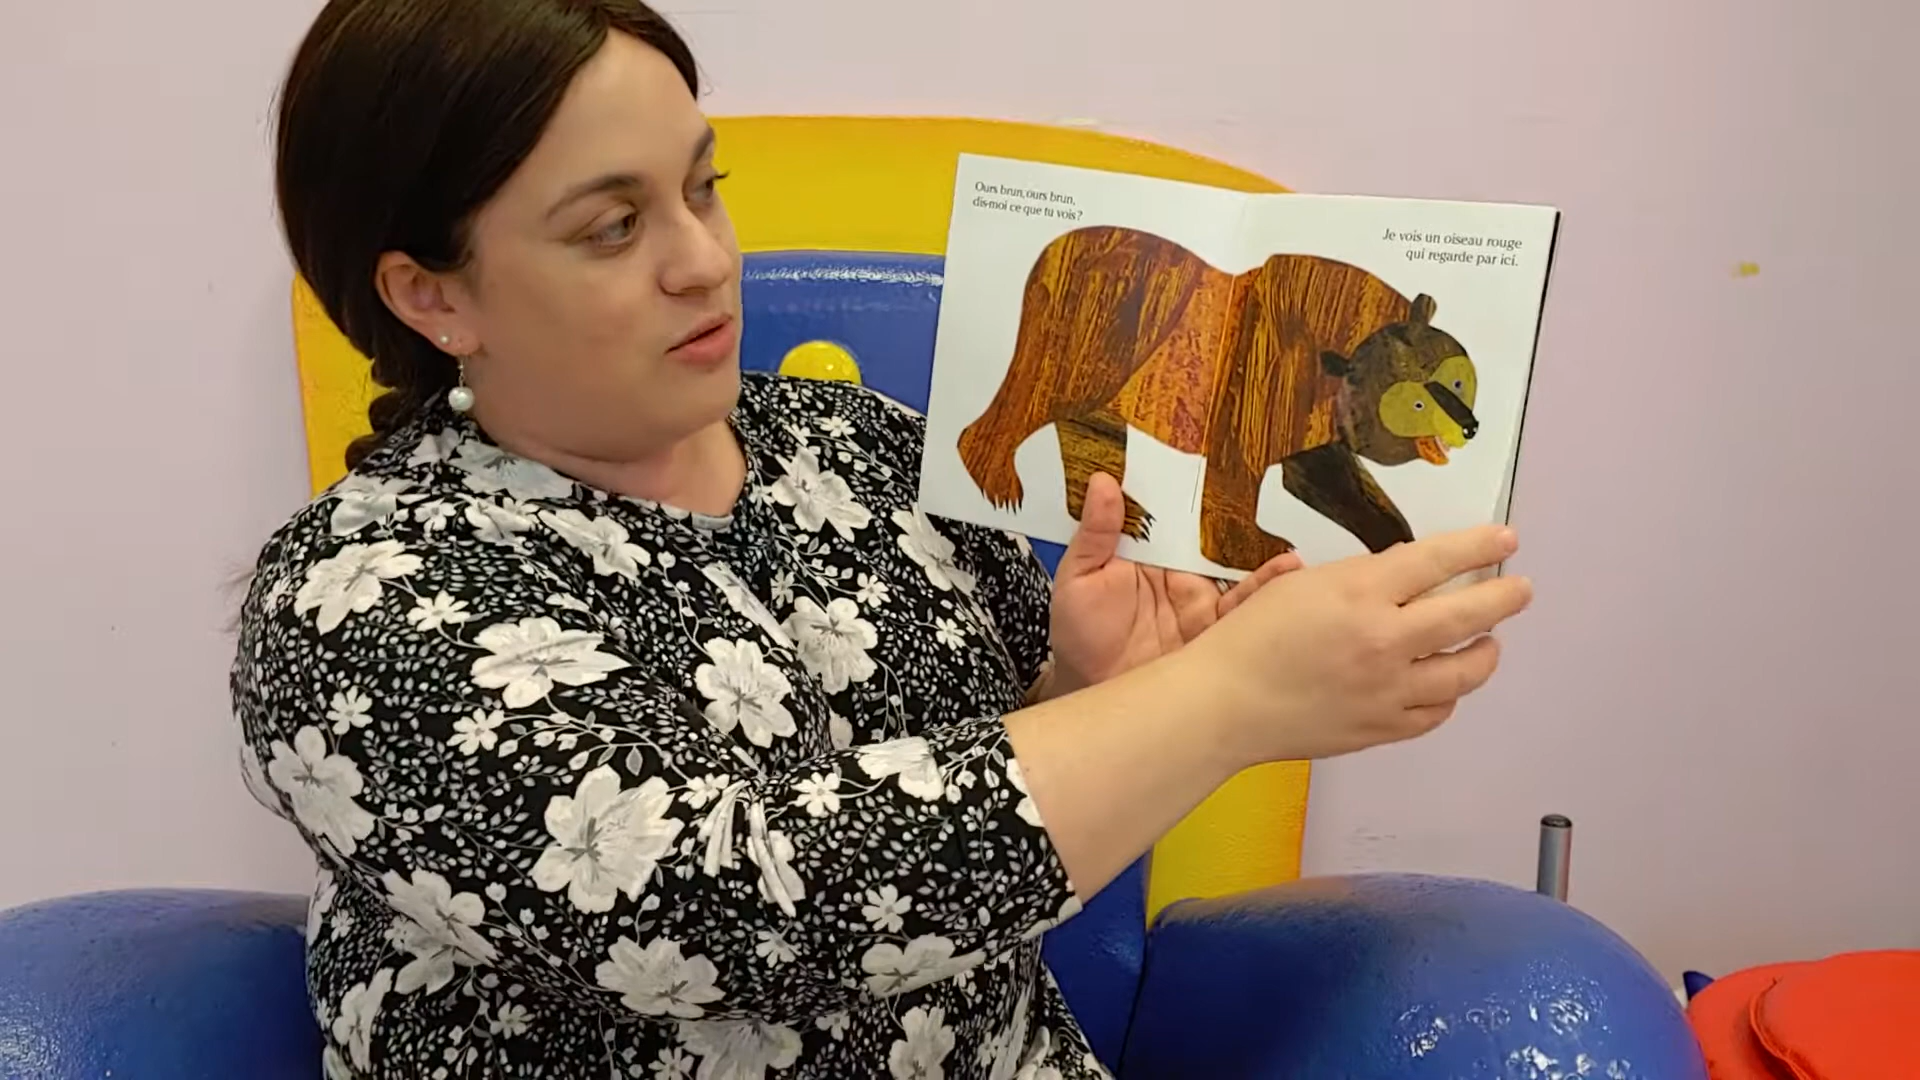 Ours brun, ours brun,
dis-moi ce que tu vois?
Je vois un oiseau rouge
qui regarde par ici.